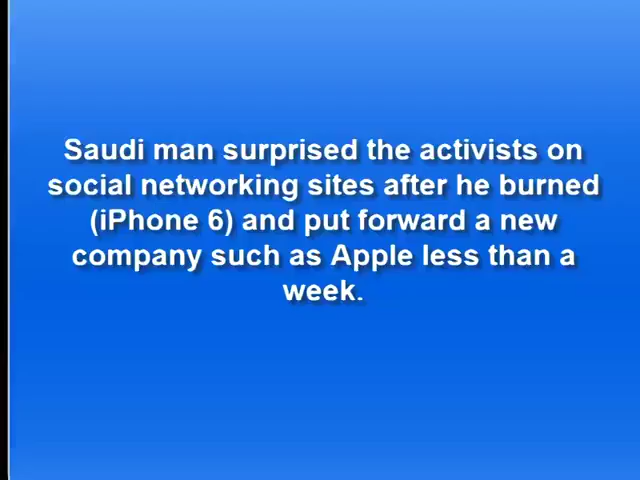 Saudi man surprised the activists on
social networking sites after he burned
(iPhone 6) and put forward a new
company such as Apple less than a
week.